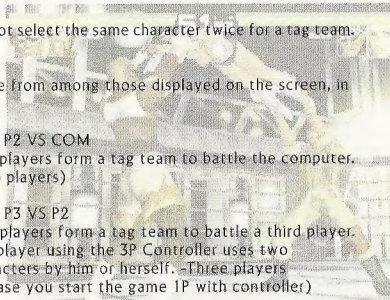 ot select the same character twice for a tag team.
e from among those displayed on the screen, in
P2 VS COM
players form a tag team to battle the computer.
players)
P3 VS P2
players form a tag team to battle a third player.
player using the 3P Controller uses two
acters by him or herself. -Three players
ase you start the game 1P with controller)